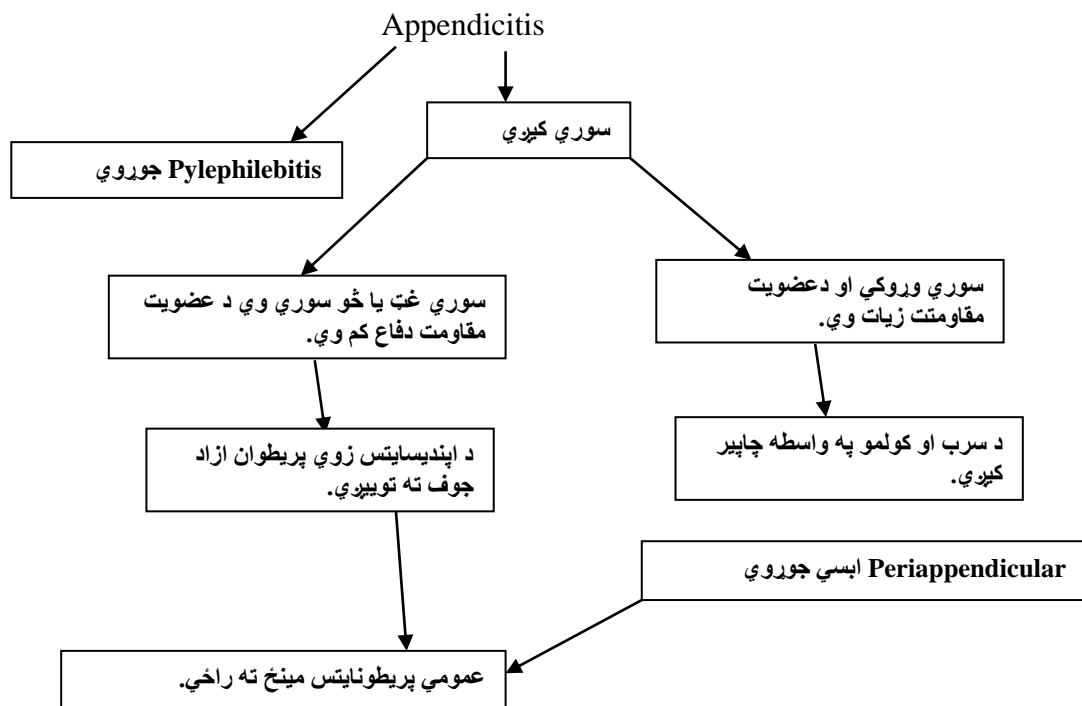 Appendicitis
سوري کيږي
Pylephilebitis جوړوي
سوري غټ يا څو سوري وي د عضويت
مقاومت دفاع کم وي.
سوري وړوکي او دعضويت
مقاومتت زيات وي.
د اپنديسايتس زوي پريطوان ازاد
جوف ته توييږي.
د سرب او کولمو په واسطه چاپير
کيږي.
Periappendicular ابسي جوړوي
عمومي پريطونايتس مينځ ته راځي.